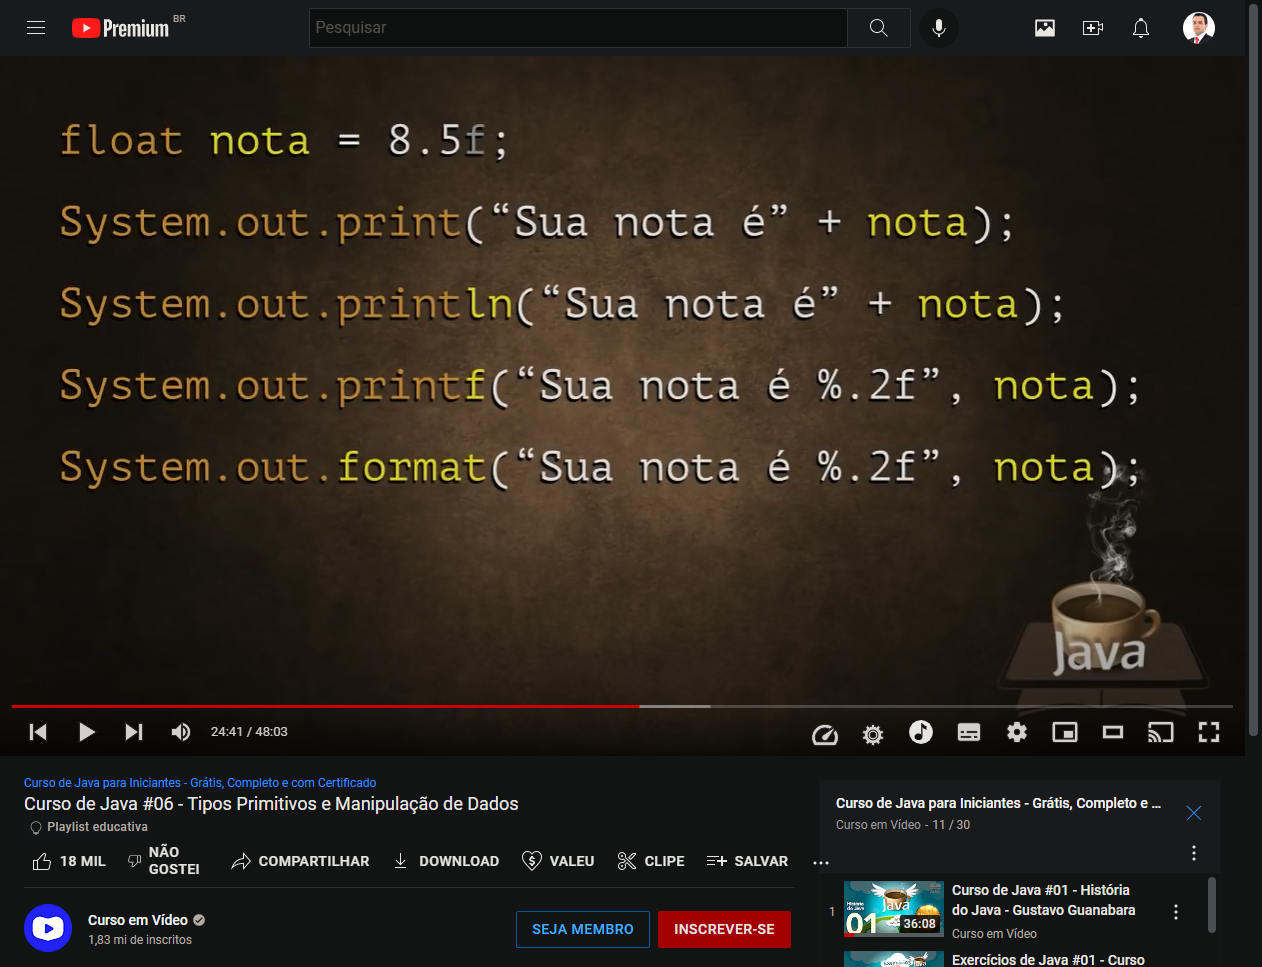 Premium BR
Pesquisar
float nota = 8.5f;
System.out.print(“Sua nota é” + nota);
System.out.println(“Sua nota é” + nota);
System.out.printf(“Sua nota é %.2f”, nota);
System.out.format(“Sua nota é %.2f”, nota);
Java
24:41 / 48:03
Curso de Java para Iniciantes - Grátis, Completo e com Certificado
Curso de Java #06 - Tipos Primitivos e Manipulação de Dados
Playlist educativa
18 MIL
NÃO
GOSTEI
COMPARTILHAR
DOWNLOAD
VALEU
CLIPE
SALVAR
Curso em Vídeo
1,83 mi de inscritos
SEJA MEMBRO
INSCREVER-SE
Curso de Java para Iniciantes - Grátis, Completo e ...
Curso em Vídeo - 11 / 30
1
História
do Java
01
Java
36:08
Curso de Java #01 - História
do Java - Gustavo Guanabara
Curso em Vídeo
Exercícios de Java #01 - Curso